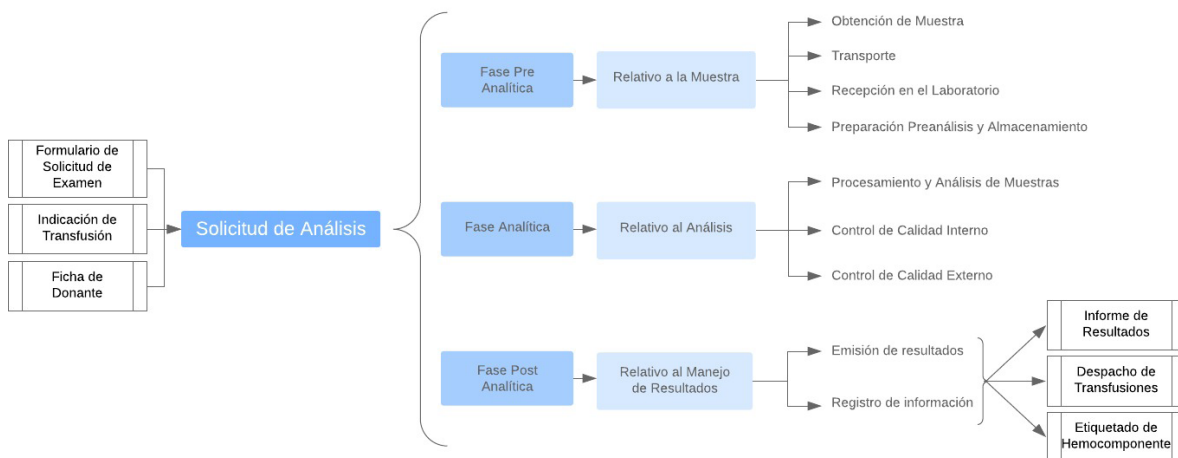 Formulario de
Solicitud de
Examen
Indicación de
Transfusión
Ficha de
Donante
Solicitud de Análisis
Fase Pre
Analítica
Relativo a la Muestra
Obtención de Muestra
Transporte
Recepción en el Laboratorio
Preparación Preanálisis y Almacenamiento
Fase Analítica
Relativo al Análisis
Procesamiento y Análisis de Muestras
Control de Calidad Interno
Control de Calidad Externo
Fase Post
Analítica
Relativo al Manejo
de Resultados
Emisión de resultados
Registro de información
Informe de
Resultados
Despacho de
Transfusiones
Etiquetado de
Hemocomponente